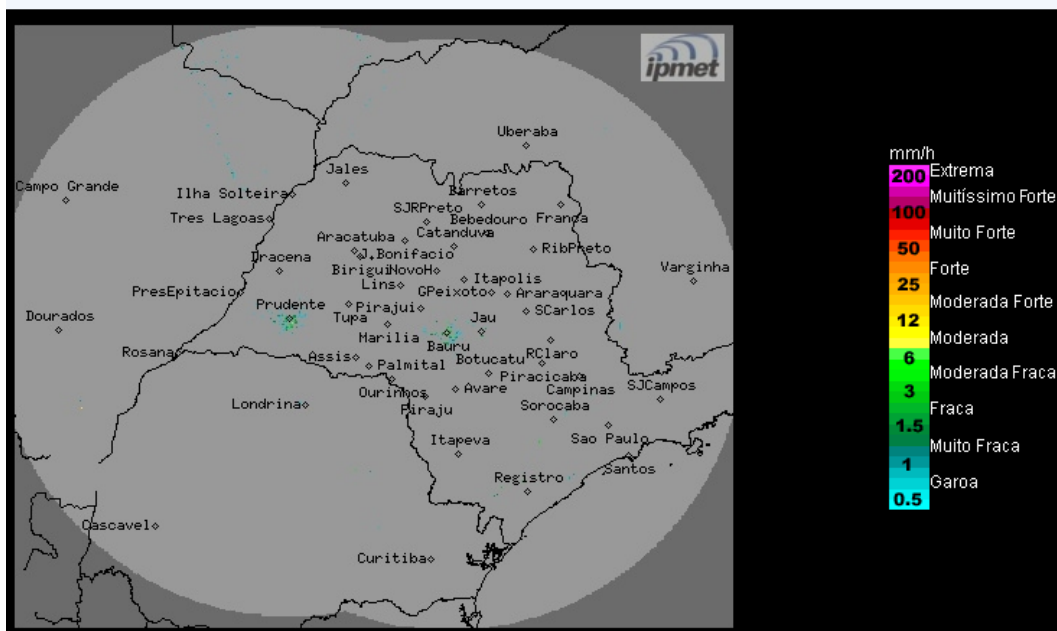 ipmet
Uberaba
Jales
Campo Grande
Ilha Solteira
Barretos
Tres Lagoas
SJRPreto
Bebedouro
Franca
Aracatuba
Catanduva
J.Bonifacio
RibPreto
Dracena
Birigui
NovoH
Itapolis
Varginha
PresEpitacio
Lins
GPeixoto
Araraquara
Prudente
Pirajui
SCarlos
Dourados
Tupa
Jau
Marilia
Bauru
Rosana
Assis
Palmital
Botucatu
RClaro
Piracicaba
Ourinhos
Avare
Campinas
SJCampos
Londrina
Piraju
Sorocaba
Itapeva
Sao Paulo
Registro
Santos
Cascavel
Curitiba
mm/h
200 Extrema
Muitíssimo Forte
100
Muito Forte
50
Forte
25
Moderada Forte
12
Moderada
6
Moderada Fraca
3
Fraca
1.5
Muito Fraca
1
Garoa
0.5